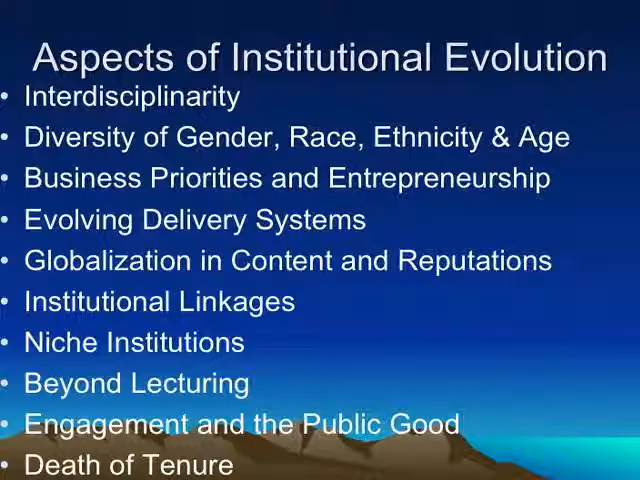 Aspects of Institutional Evolution
• Interdisciplinarity
• Diversity of Gender, Race, Ethnicity & Age
• Business Priorities and Entrepreneurship
• Evolving Delivery Systems
• Globalization in Content and Reputations
• Institutional Linkages
• Niche Institutions
• Beyond Lecturing
• Engagement and the Public Good
• Death of Tenure